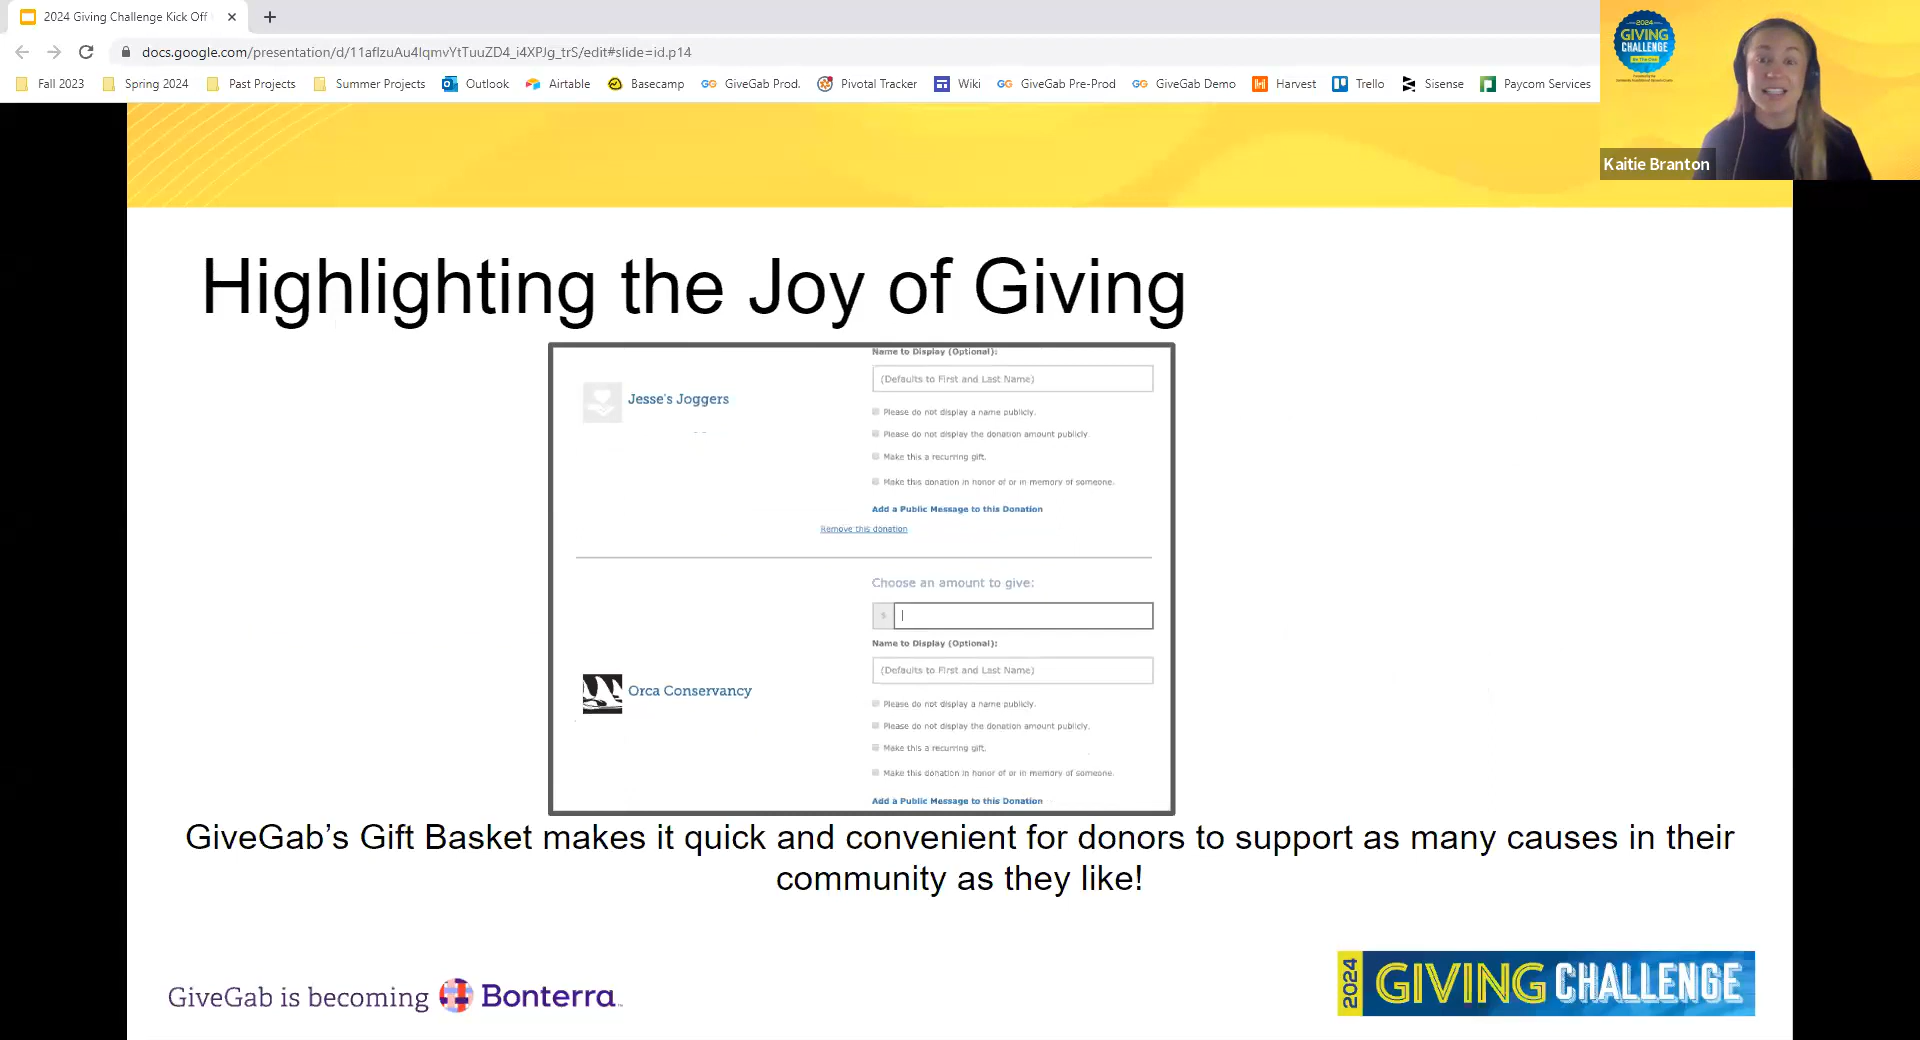 2024 Giving Challenge Kick Off
docs.google.com/presentation/d/11aflzuAu4lqmvYtTuuZD4_i4XPJg_trS/edit#slide=id.p14
Fall 2023
Spring 2024
Past Projects
Summer Projects
Outlook
Airtable
Basecamp
GiveGab Prod.
Pivotal Tracker
Wiki
GiveGab Pre-Prod
GiveGab Demo
Harvest
Trello
Sisense
Paycom Services
2024
GIVING
CHALLENGE
Be The One
Kaitie Branton
Highlighting the Joy of Giving
Name to Display (Optional):
(Defaults to First and Last Name)
Jesse's Joggers
Please do not display a name publicly.
Please do not display the donation amount publicly.
Make this a recurring gift.
Make this donation in honor of or in memory of someone.
Add a Public Message to this Donation
Remove this donation
Choose an amount to give:
$
Name to Display (Optional):
(Defaults to First and Last Name)
Orca Conservancy
Please do not display a name publicly.
Please do not display the donation amount publicly.
Make this a recurring gift.
Make this donation in honor of or in memory of someone.
Add a Public Message to this Donation
GiveGab’s Gift Basket makes it quick and convenient for donors to support as many causes in their
community as they like!
GiveGab is becoming Bonterra™
2024 GIVING CHALLENGE